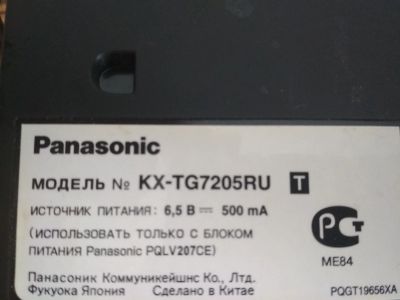 Panasonic
МОДЕЛЬ № KX-TG7205RU T
ИСТОЧНИК ПИТАНИЯ: 6,5 В ⎓ 500 mA
(ИСПОЛЬЗОВАТЬ ТОЛЬКО С БЛОКОМ
ПИТАНИЯ Panasonic PQLV207CE)
РСТ
ME84
Панасоник Коммуникейшнс Ко., Лтд.
Фукуока Япония Сделано в Китае
PQGT19656XA